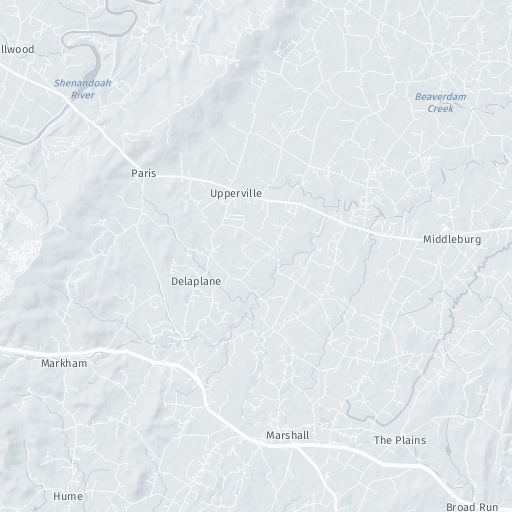 llwood
Shenandoah
River
Beaverdam
Creek
Paris
Upperville
Middleburg
Delaplane
Markham
Marshall
The Plains
Hume
Broad Run